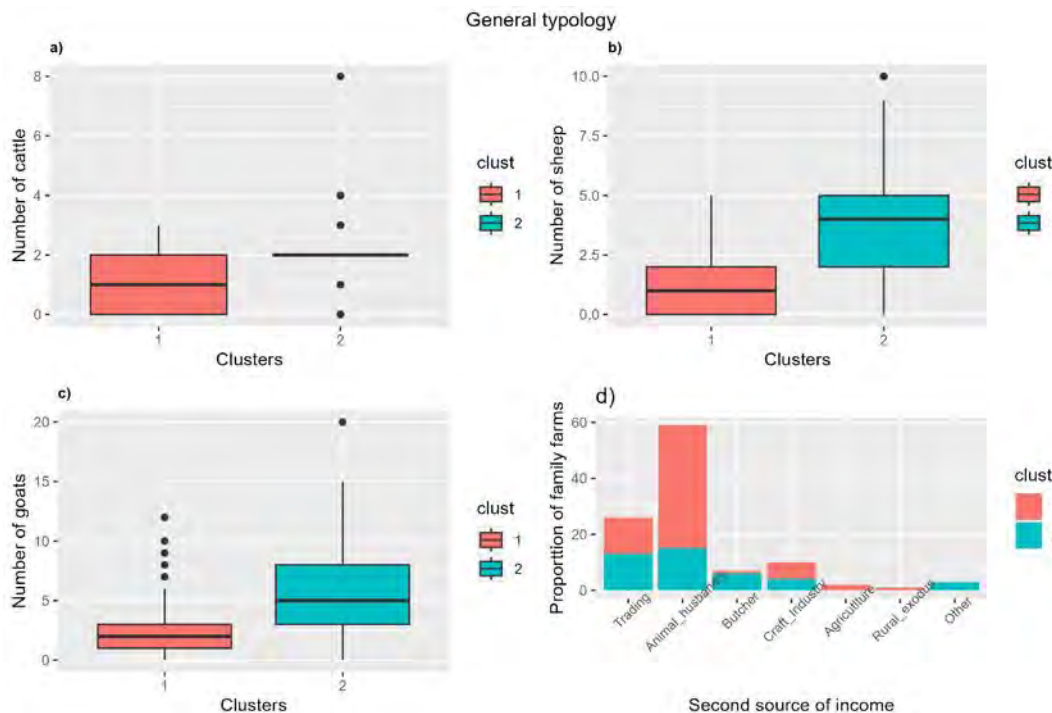 General typology
a)
Number of cattle
8
6
4
2
0
1
2
Clusters
clust
1
2
b)
Number of sheep
10.0
7.5
5.0
2.5
0.0
1
2
Clusters
clust
c)
Number of goats
20
15
10
5
0
1
2
Clusters
clust
1
2
d)
Proporttion of family farms
60
40
20
0
Trading
Butcher
Craft_Industry
Rural_exodus
Other
Second source of income
clust